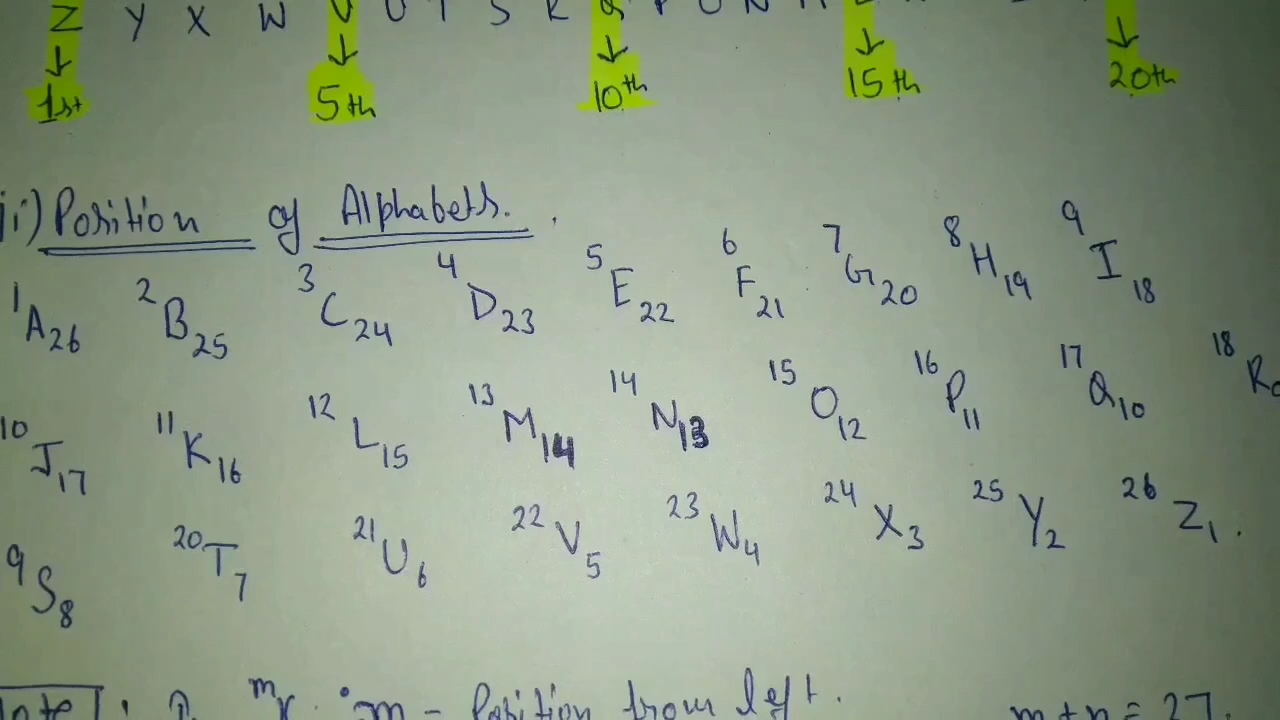 Z Y X W V U T S R Q P O N M L
↓ ↓ ↓ ↓ ↓
1st 5th 10th 15th 20th
ii) Position of Alphabets.
1A26 2B25 3C24 4D23 5E22 6F21 7G20 8H19 9I18
10J17 11K16 12L15 13M14 14N13 15O12 16P11 17Q10 18R
9S8 20T7 21U6 22V5 23W4 24X3 25Y2 26Z1.
m - Position from left. m+n = 27.